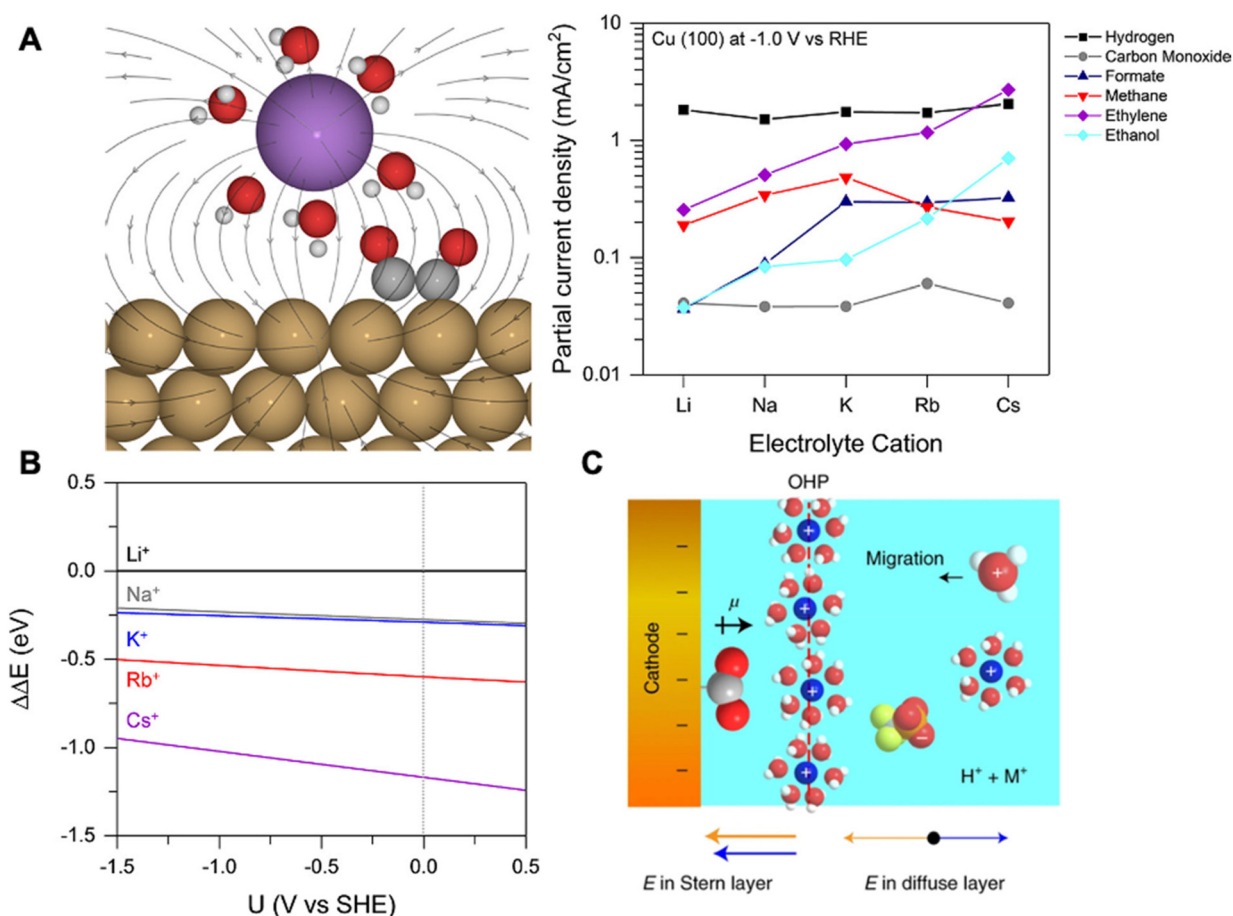 A
Cu (100) at -1.0 V vs RHE
Partial current density (mA/cm²)
10
1
0.1
0.01
Li Na K Rb Cs
Electrolyte Cation
Hydrogen
Carbon Monoxide
Formate
Methane
Ethylene
Ethanol
B
ΔΔE (eV)
0.5
0.0
-0.5
-1.0
-1.5
Li⁺
Na⁺
K⁺
Rb⁺
Cs⁺
-1.5 -1.0 -0.5 0.0 0.5
U (V vs SHE)
C
OHP
Cathode
− − − − − −
μ
+
+
+
+
Migration
+
+
−
H⁺ + M⁺
E in Stern layer
E in diffuse layer